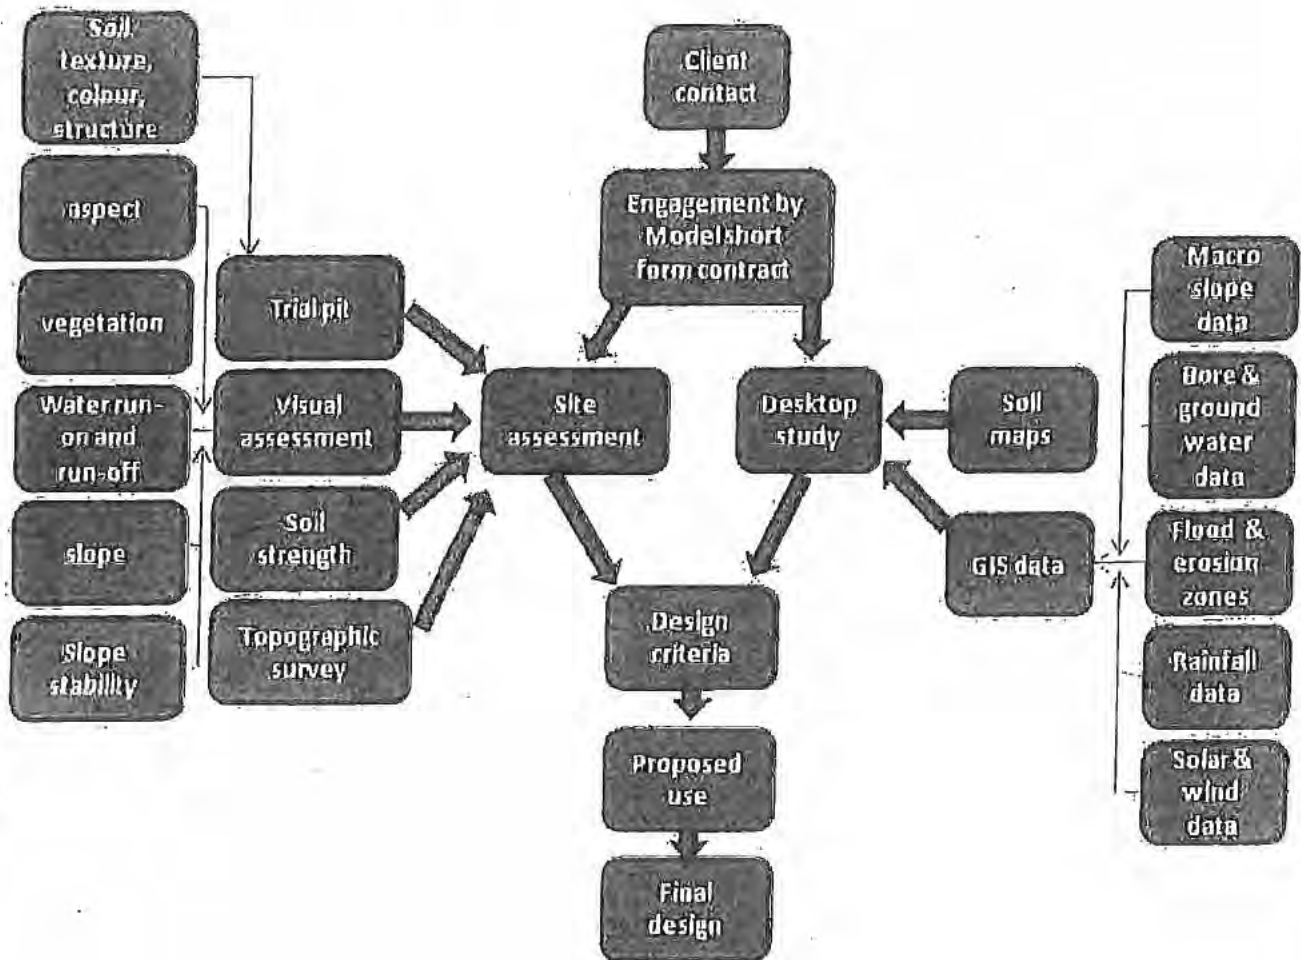 Soil
texture,
colour,
structure
aspect
vegetation
Water run-
on and
run-off
slope
Slope
stability
Trial pit
Visual
assessment
Soil
strength
Topographic
survey
Client
contact
Engagement by
Model short
form contract
Site
assessment
Desktop
study
Design
criteria
Proposed
use
Final
design
Soil
maps
GIS data
Macro
slope
data
Bore &
ground
water
data
Flood &
erosion
zones
Rainfall
data
Solar &
wind
data